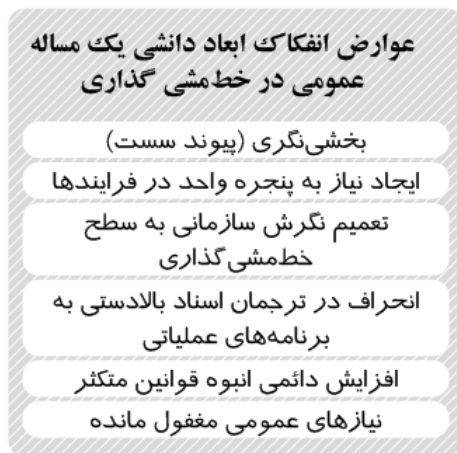 عوارض انفکاک ابعاد دانشی یک مساله
عمومی در خط‌مشی گذاری
بخشی‌نگری (پیوند سست)
ایجاد نیاز به پنجره واحد در فرایندها
تعمیم نگرش سازمانی به سطح
خط‌مشی‌گذاری
انحراف در ترجمان اسناد بالادستی به
برنامه‌های عملیاتی
افزایش دائمی انبوه قوانین متکثر
نیازهای عمومی مغفول مانده